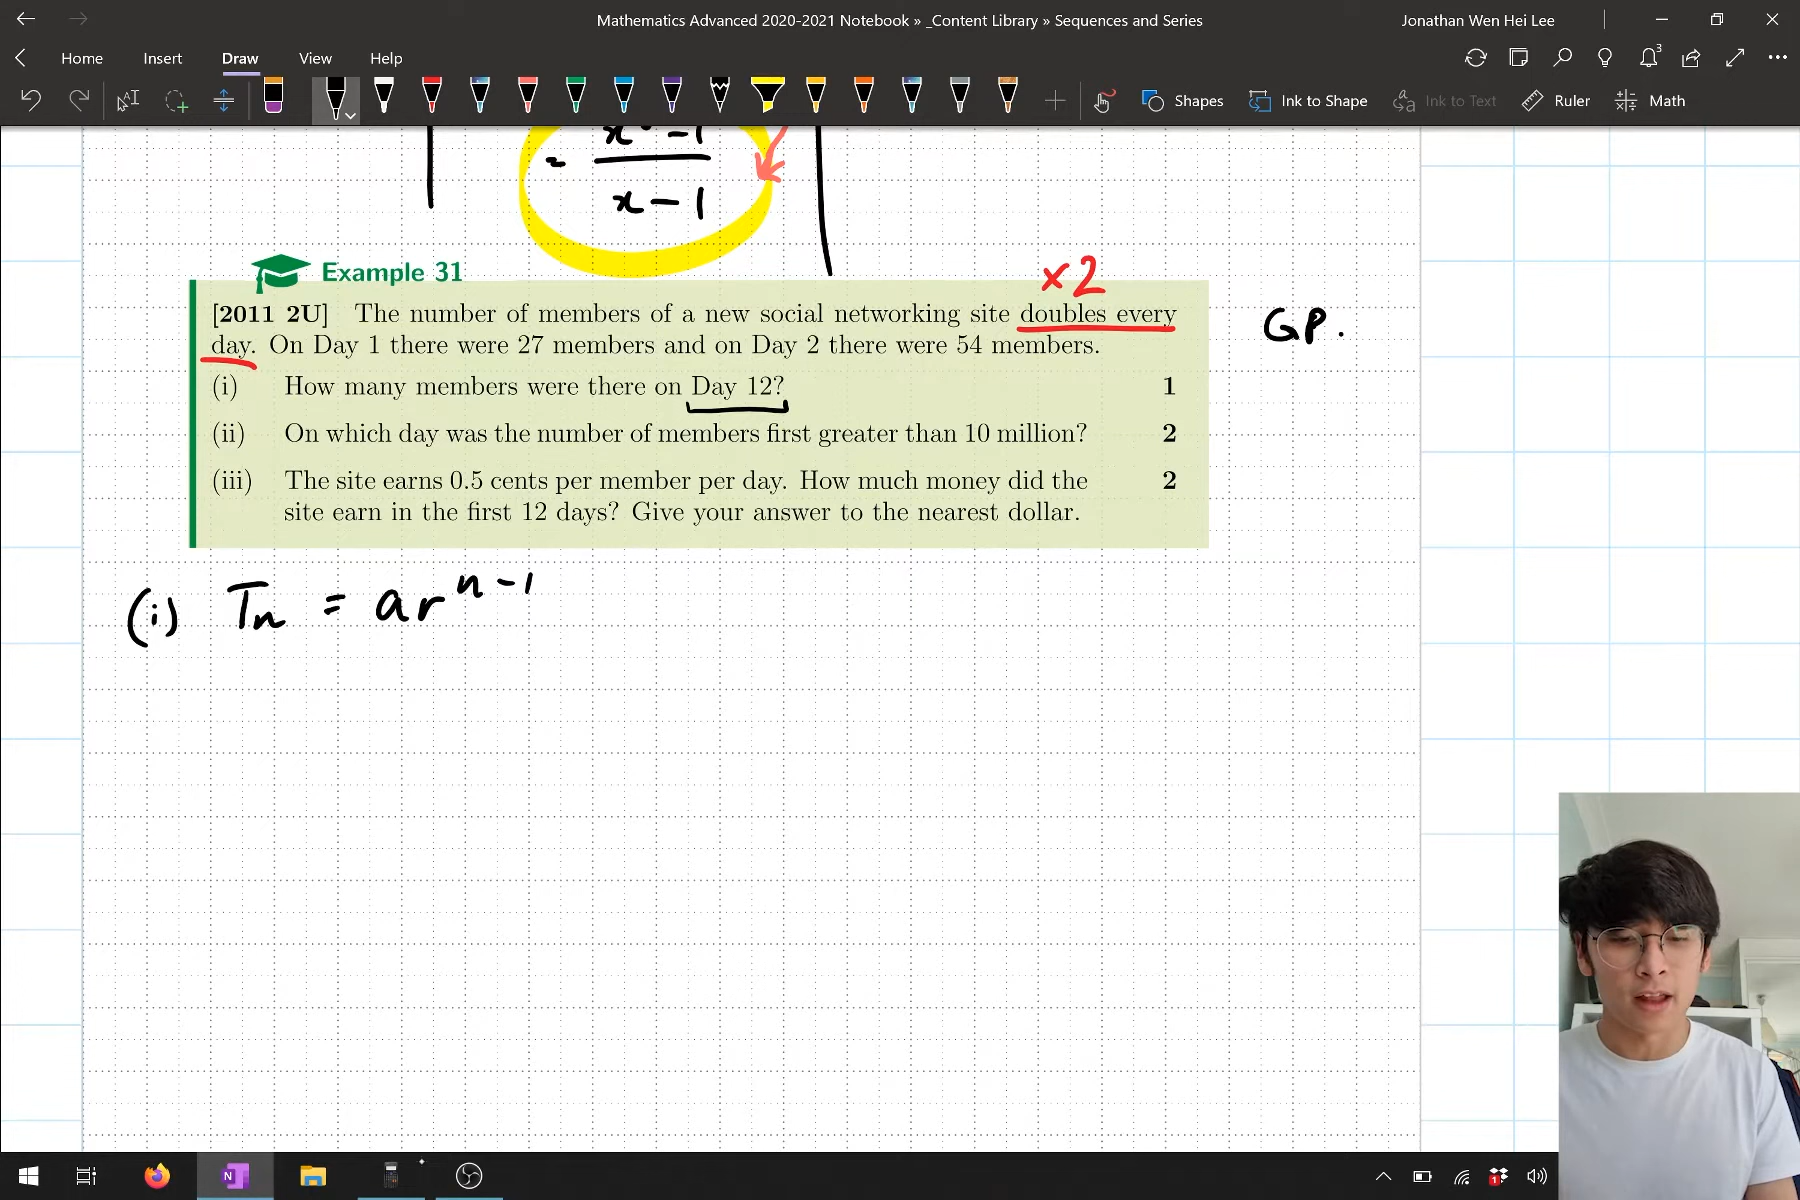 Mathematics Advanced 2020-2021 Notebook » _Content Library » Sequences and Series
Jonathan Wen Hei Lee
Home Insert Draw View Help
3
Shapes Ink to Shape Ink to Text Ruler Math
= x - 1
x - 1
Example 31
×2
[2011 2U] The number of members of a new social networking site doubles every
day. On Day 1 there were 27 members and on Day 2 there were 54 members.
GP.
(i) How many members were there on Day 12? 1
(ii) On which day was the number of members first greater than 10 million? 2
(iii) The site earns 0.5 cents per member per day. How much money did the 2
site earn in the first 12 days? Give your answer to the nearest dollar.
(i) Tn = ar^n-1
N
1